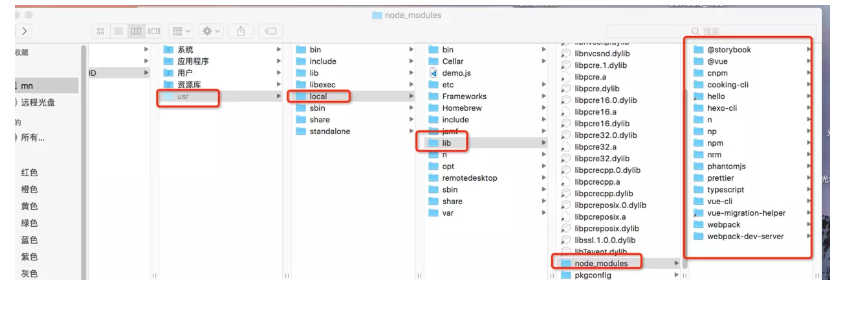 node_modules
搜索
收藏
mn
远程光盘
的
所有...
红色
橙色
黄色
绿色
蓝色
紫色
灰色
HD
系统
应用程序
用户
资源库
usr
bin
include
lib
libexec
local
sbin
share
standalone
bin
Cellar
demo.js
etc
Frameworks
Homebrew
include
jamf
lib
n
opt
remotedesktop
sbin
share
var
libnvcsnd.dylib
libpcre.1.dylib
libpcre.a
libpcre.dylib
libpcre16.0.dylib
libpcre16.a
libpcre16.dylib
libpcre32.0.dylib
libpcre32.a
libpcre32.dylib
libpcrecpp.0.dylib
libpcrecpp.a
libpcrecpp.dylib
libpcreposix.0.dylib
libpcreposix.a
libpcreposix.dylib
libssl.1.0.0.dylib
libTevent.dylib
node_modules
pkgconfig
@storybook
@vue
cnpm
cooking-cli
hello
hexo-cli
n
np
npm
nrm
phantomjs
prettier
typescript
vue-cli
vue-migration-helper
webpack
webpack-dev-server